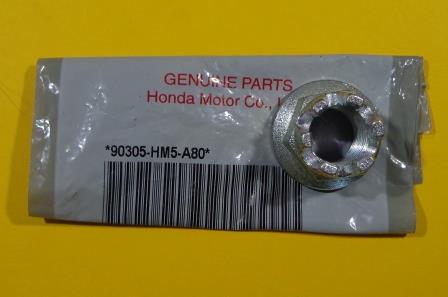 GENUINE PARTS
Honda Motor Co., L
*90305-HM5-A80*